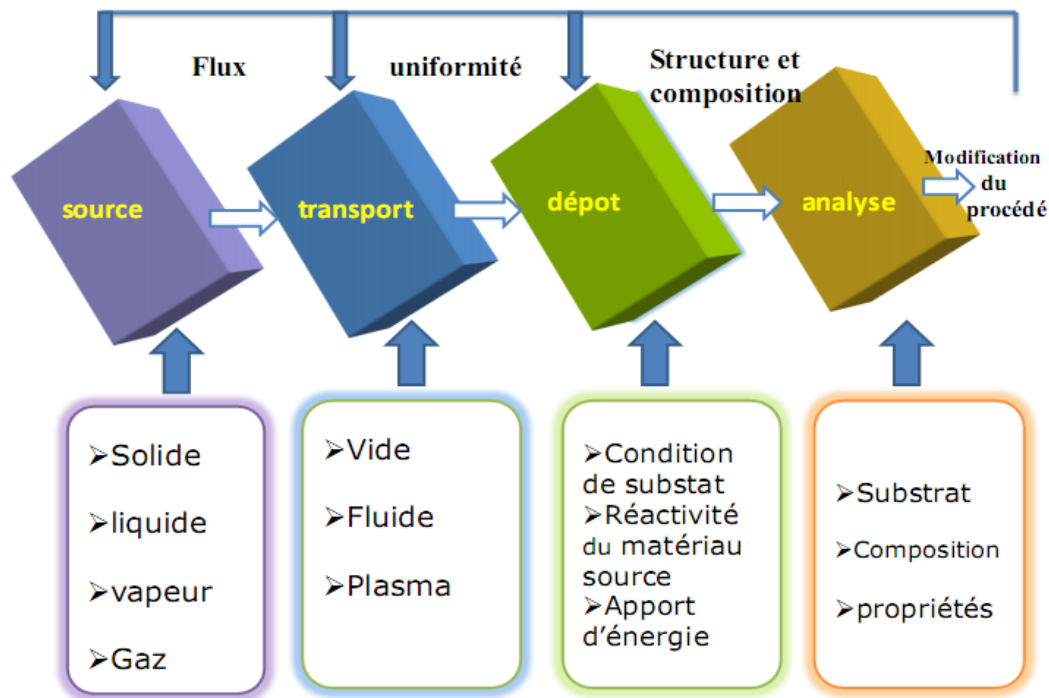 Flux
uniformité
Structure et
composition
source
transport
dépot
analyse
Modification
du
procédé
➢Solide
➢liquide
➢vapeur
➢Gaz
➢Vide
➢Fluide
➢Plasma
➢Condition
de substat
➢Réactivité
du matériau
source
➢Apport
d’énergie
➢Substrat
➢Composition
➢propriétés